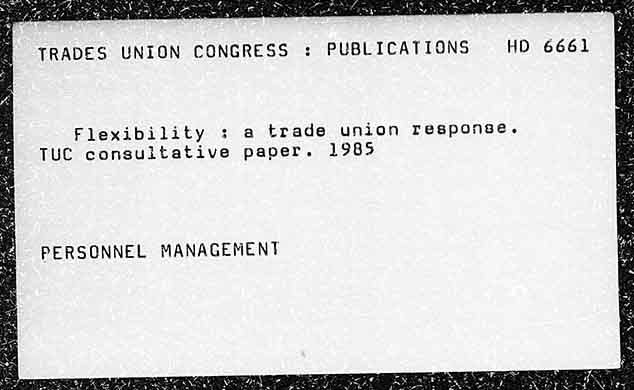 TRADES UNION CONGRESS : PUBLICATIONS HD 6661
Flexibility : a trade union response.
TUC consultative paper. 1985
PERSONNEL MANAGEMENT